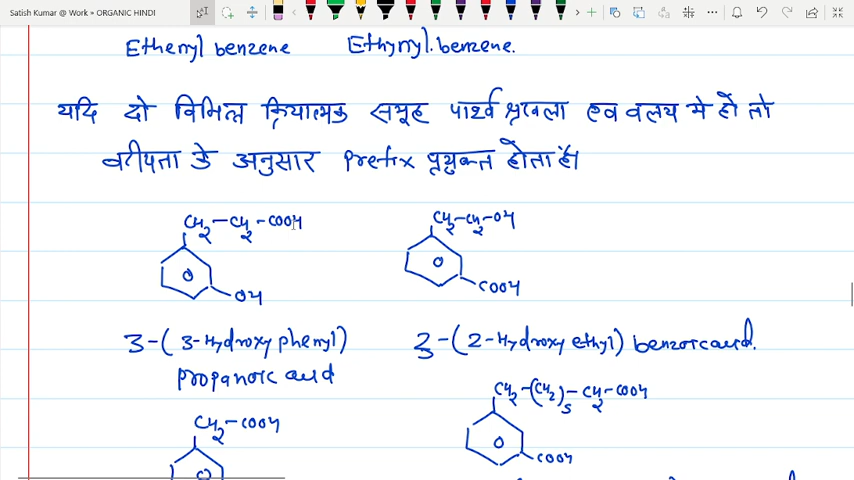 Satish Kumar @ Work » ORGANIC HINDI
Ethenyl benzene Ethynyl.benzene.
यदि दो विभिन्न क्रियात्मक समूह पार्श्व श्रृंखला एवं वलय में हो तो
वरीयता के अनुसार Prefix प्रयुक्त होता है।
CH2-CH2-COOH CH2-CH2-OH
OH COOH
3-(3-Hydroxy phenyl) 3-(2-Hydroxy ethyl) benzoic acid.
propanoic acid
CH2-(CH2)5-CH2-COOH
CH2-COOH
COOH